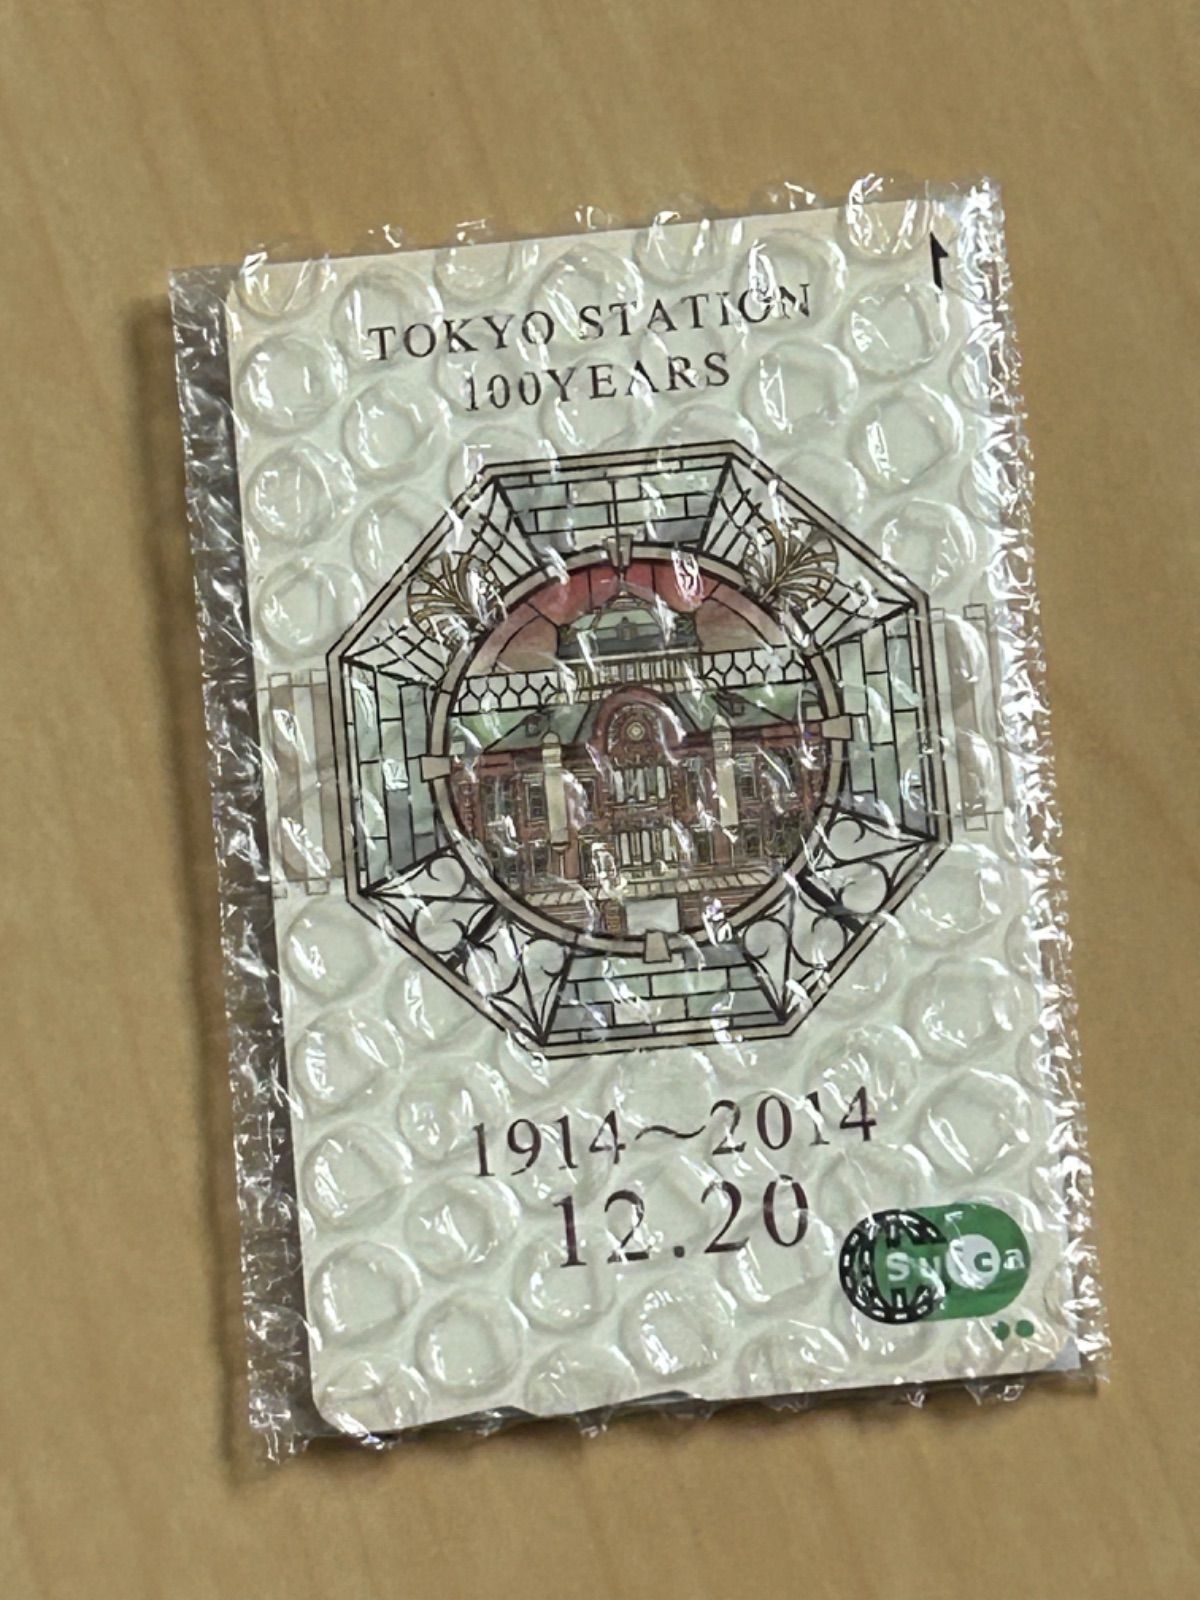 TOKYO STATION
100YEARS
1914～2014
12.20
Suica